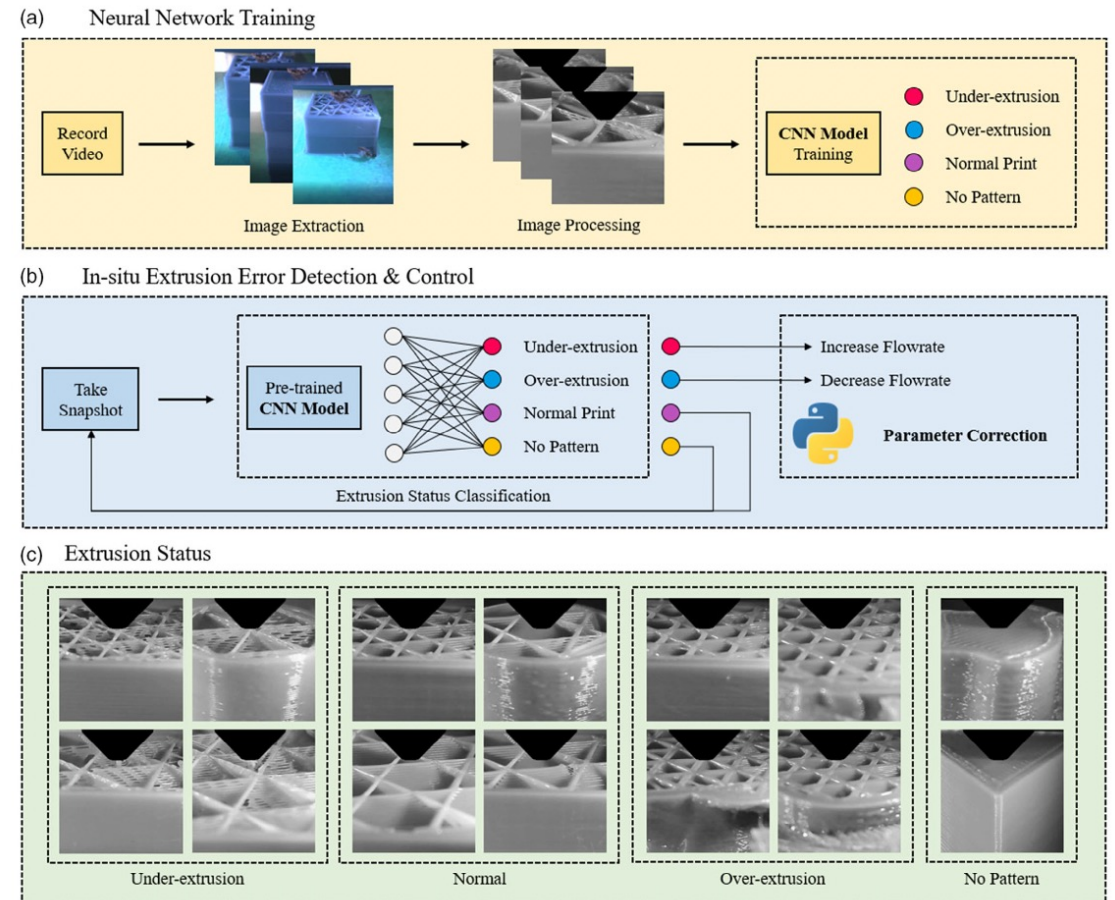 (a) Neural Network Training
Record
Video
Image Extraction
Image Processing
CNN Model
Training
Under-extrusion
Over-extrusion
Normal Print
No Pattern
(b) In-situ Extrusion Error Detection & Control
Take
Snapshot
Pre-trained
CNN Model
Under-extrusion
Over-extrusion
Normal Print
No Pattern
Extrusion Status Classification
Increase Flowrate
Decrease Flowrate
Parameter Correction
(c) Extrusion Status
Under-extrusion
Normal
Over-extrusion
No Pattern